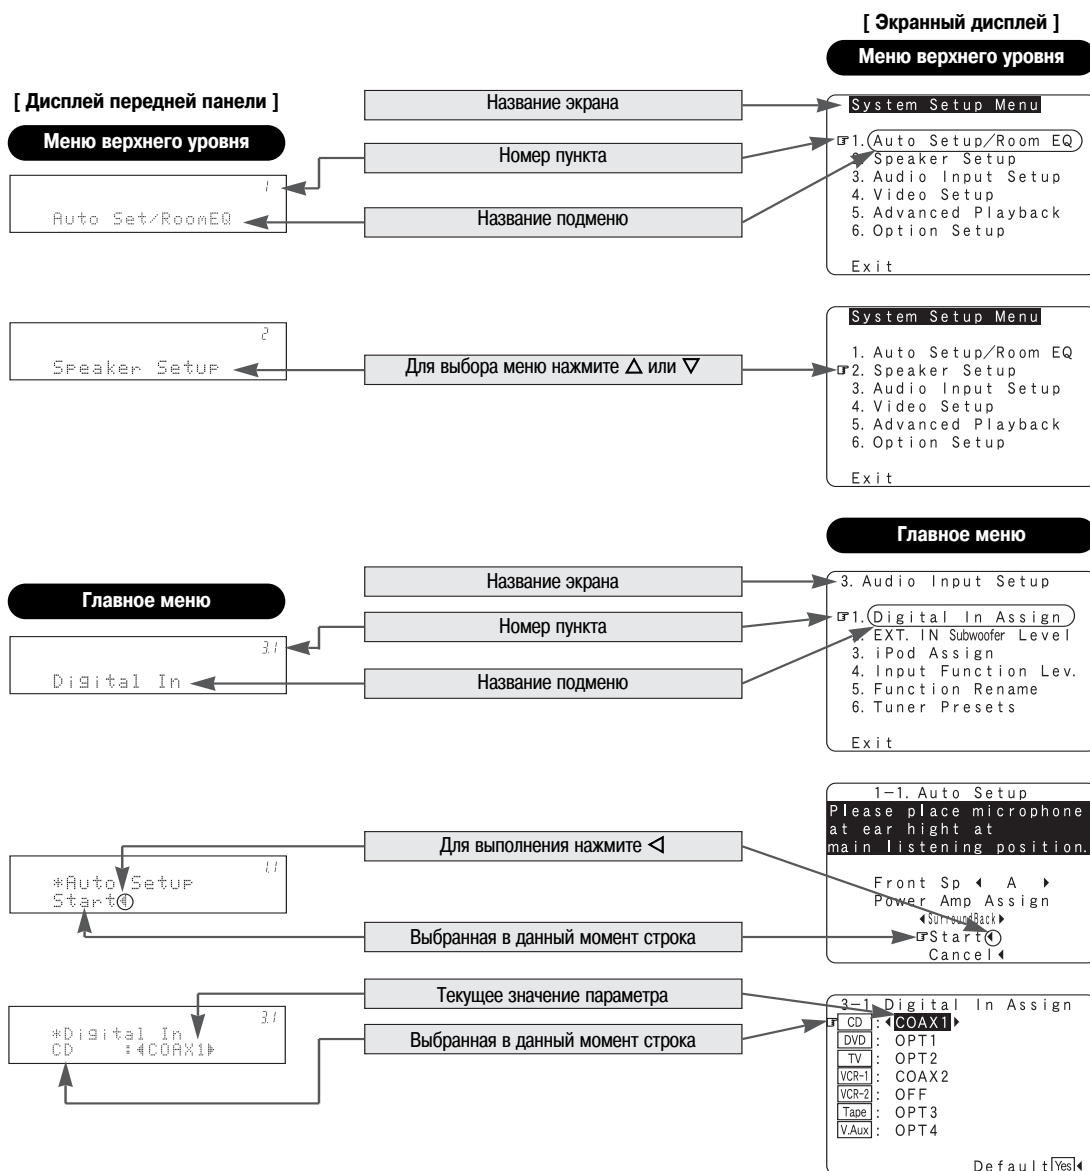 [ Экранный дисплей ]
Меню верхнего уровня
[ Дисплей передней панели ]
Меню верхнего уровня
1
Auto Set/RoomEQ
Название экрана
Номер пункта
Название подменю
System Setup Menu
☞1. Auto Setup/Room EQ
2. Speaker Setup
3. Audio Input Setup
4. Video Setup
5. Advanced Playback
6. Option Setup
Exit
2
Speaker Setup
Для выбора меню нажмите △ или ▽
System Setup Menu
1. Auto Setup/Room EQ
☞2. Speaker Setup
3. Audio Input Setup
4. Video Setup
5. Advanced Playback
6. Option Setup
Exit
Главное меню
Главное меню
3.1
Digital In
Название экрана
Номер пункта
Название подменю
3. Audio Input Setup
☞1. Digital In Assign
2. EXT. IN Subwoofer Level
3. iPod Assign
4. Input Function Lev.
5. Function Rename
6. Tuner Presets
Exit
1.1
*Auto Setup
Start◀
Для выполнения нажмите ◁
Выбранная в данный момент строка
1-1. Auto Setup
Please place microphone
at ear hight at
main listening position.
Front Sp ◀ A ▶
Power Amp Assign
◀SurroundBack▶
☞Start◀
Cancel◀
3.1
*Digital In
CD :◀COAX1▶
Текущее значение параметра
Выбранная в данный момент строка
3-1. Digital In Assign
☞CD : ◀COAX1▶
DVD : OPT1
TV : OPT2
VCR-1 : COAX2
VCR-2 : OFF
Tape : OPT3
V.Aux : OPT4
Default Yes◀